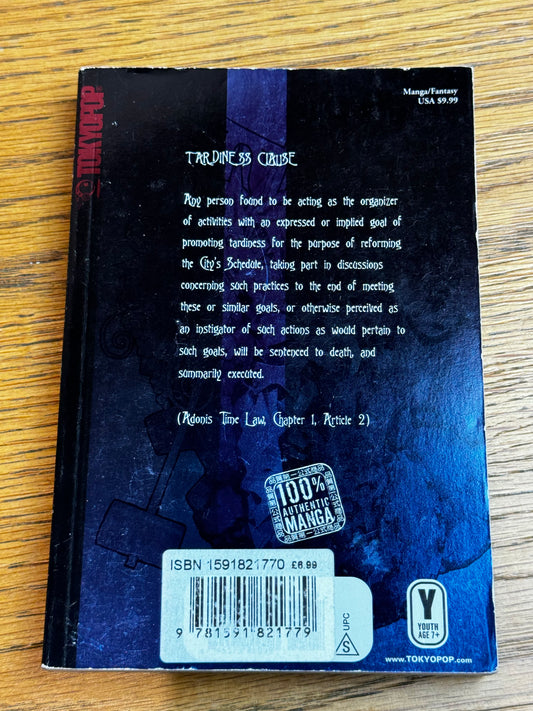 TOKYOPOP
Manga/Fantasy
USA $9.99
TARDINESS CLAUSE
Any person found to be acting as the organizer
of activities with an expressed or implied goal of
promoting tardiness for the purpose of reforming
the City's Schedule, taking part in discussions
concerning such practices to the end of meeting
these or similar goals, or otherwise perceived as
an instigator of such actions as would pertain to
such goals, will be sentenced to death, and
summarily executed.
(Adonis Time Law, Chapter 1, Article 2)
100%
AUTHENTIC
MANGA
ISBN 1591821770 £6.99
9 781591 821779
UPC
S
Y
YOUTH
AGE 7+
www.TOKYOPOP.com